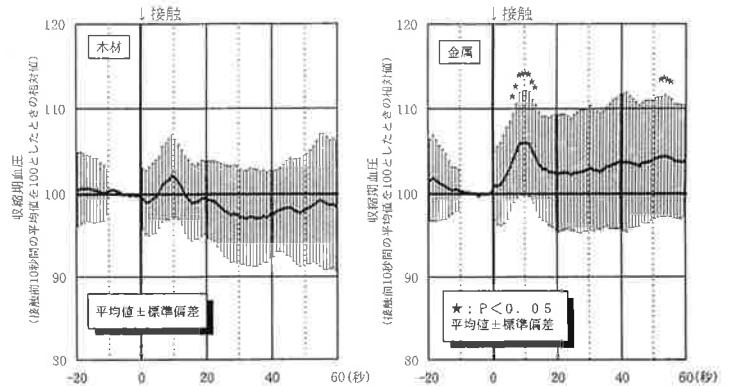 ↓接触
120
110
100
90
80
-20
0
20
40
60(秒)
収縮期血圧
(接触前10秒間の平均値を100としたときの相対値)
木材
平均値±標準偏差
↓接触
120
110
100
90
80
-20
0
20
40
60(秒)
収縮期血圧
(接触前10秒間の平均値を100としたときの相対値)
金属
★:P<0.05
平均値±標準偏差